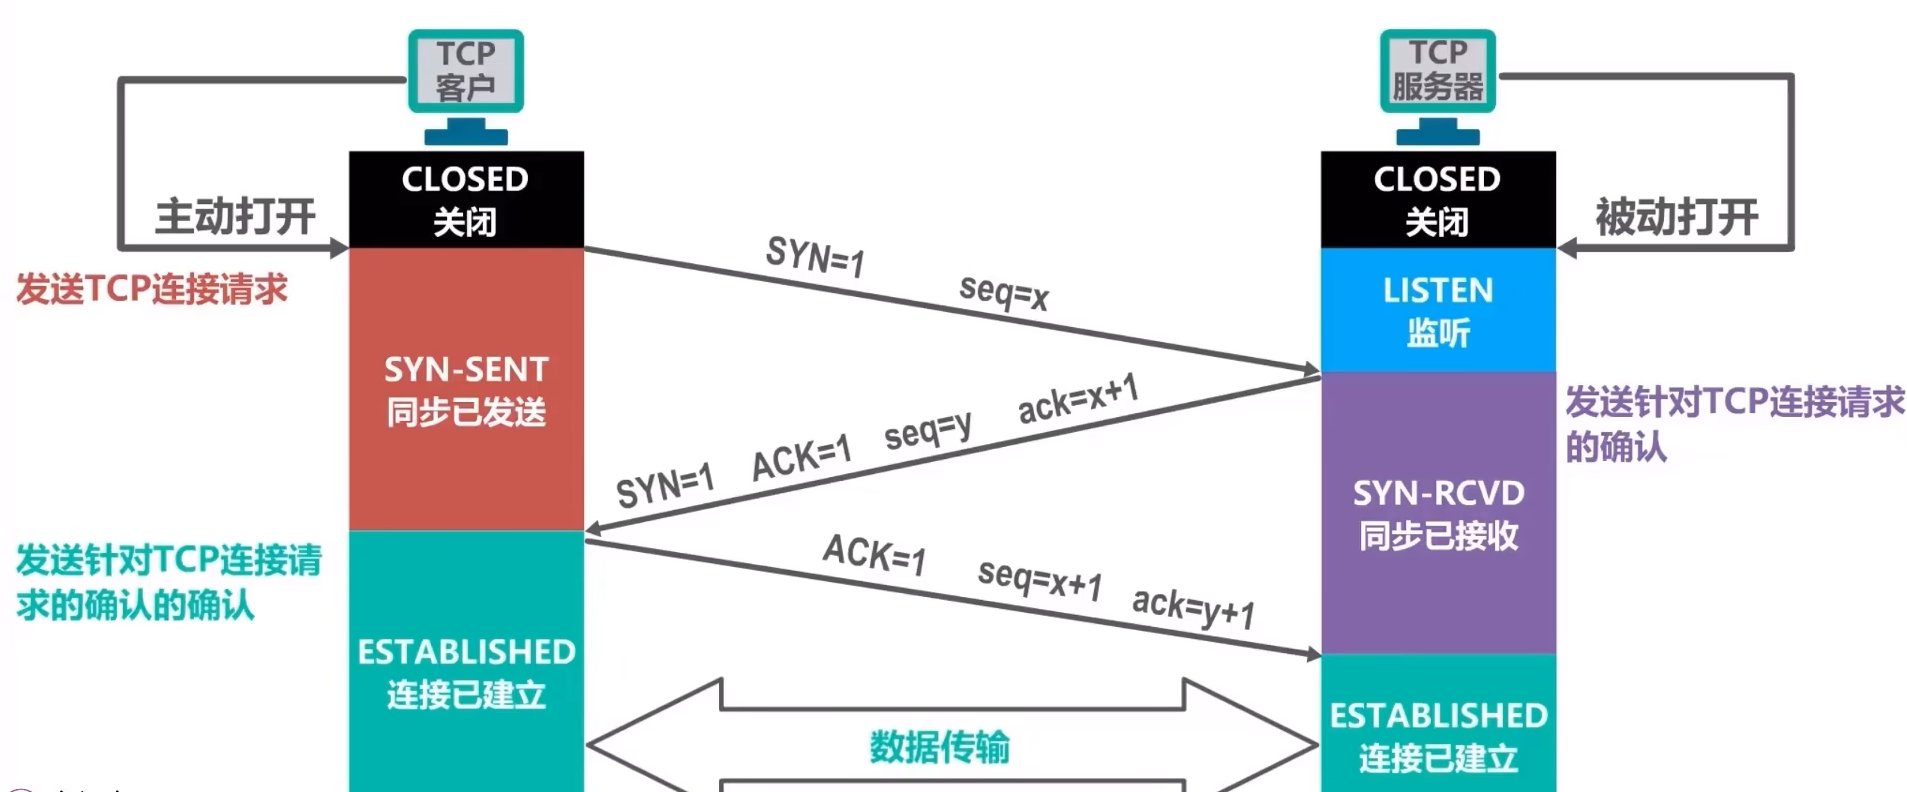 TCP
客户
TCP
服务器
CLOSED
关闭
CLOSED
关闭
主动打开
被动打开
发送TCP连接请求
SYN=1 seq=x
LISTEN
监听
SYN-SENT
同步已发送
SYN=1 ACK=1 seq=y ack=x+1
发送针对TCP连接请求
的确认
SYN-RCVD
同步已接收
发送针对TCP连接请
求的确认的确认
ACK=1 seq=x+1 ack=y+1
ESTABLISHED
连接已建立
ESTABLISHED
连接已建立
数据传输